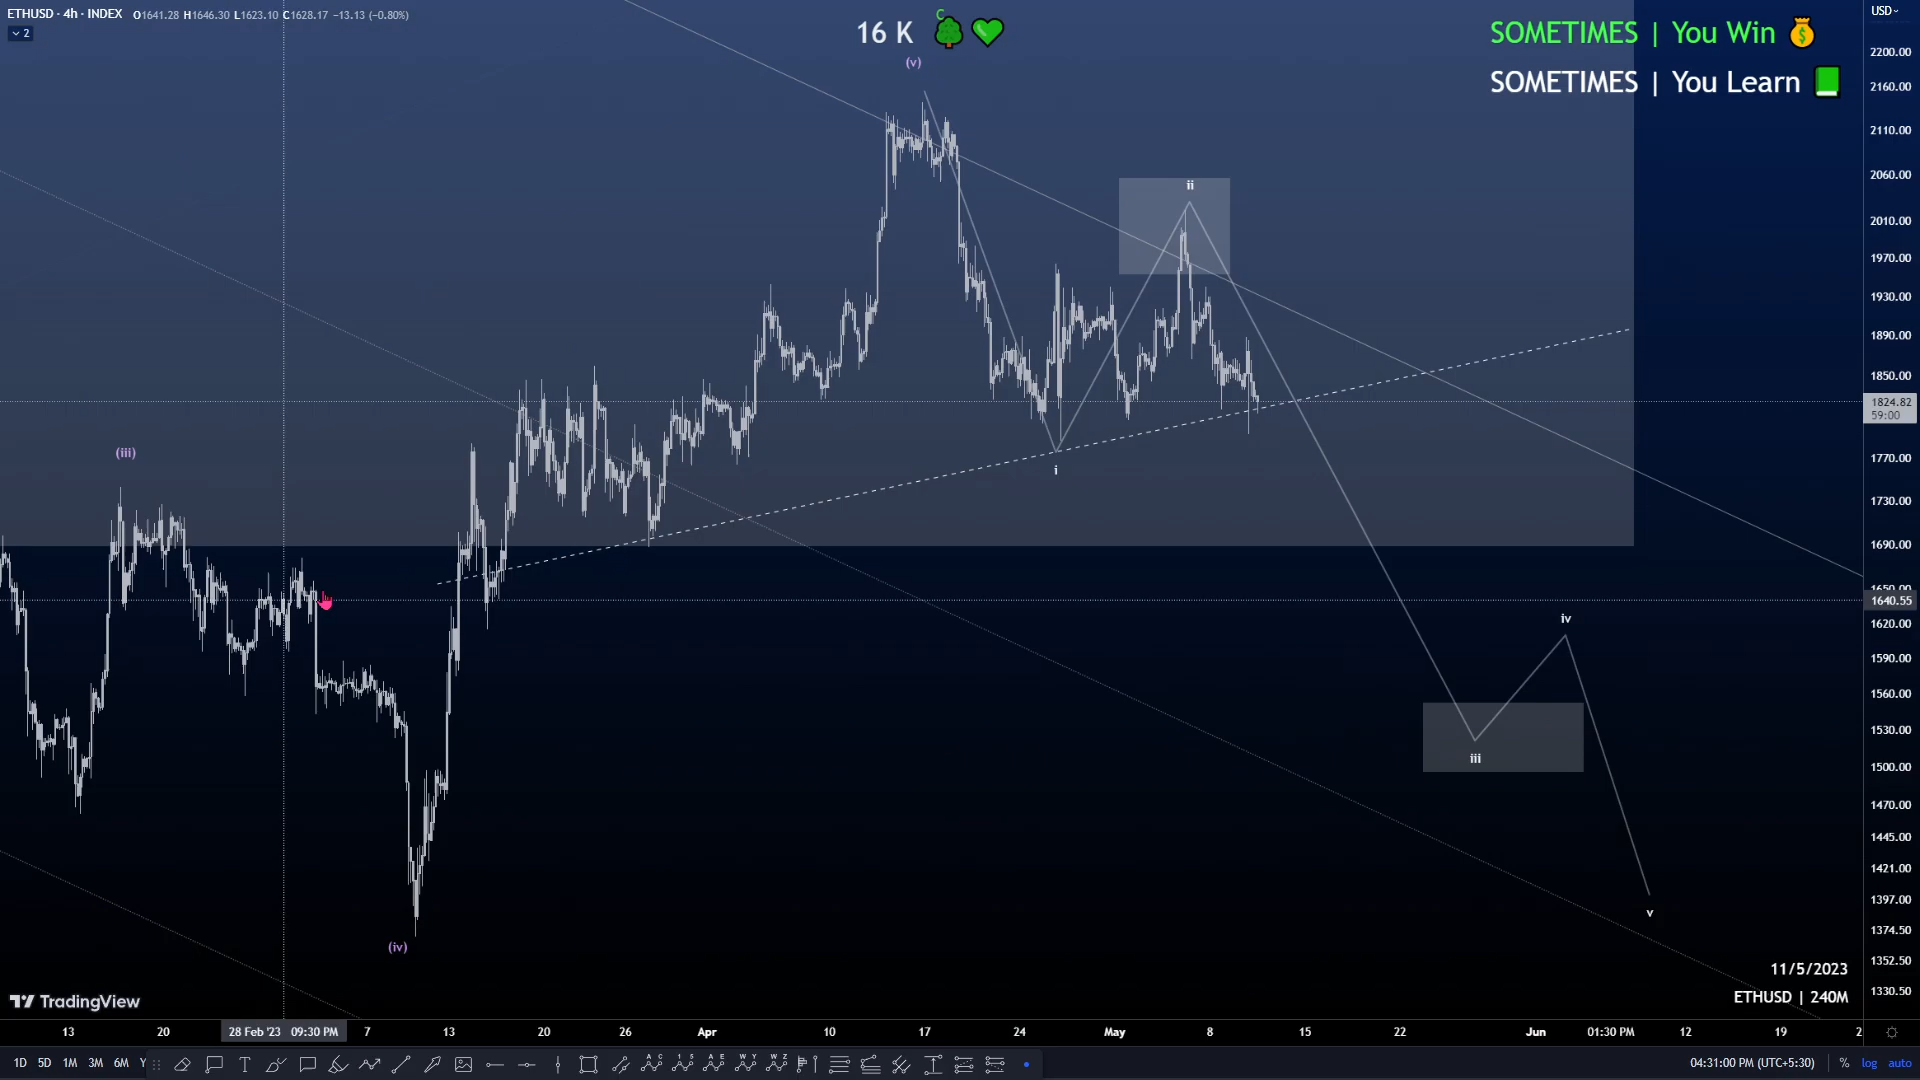 ETHUSD · 4h · INDEX O1641.28 H1646.30 L1623.10 C1628.17 −13.13 (−0.80%)
2
USD
16 K
C
(v)
SOMETIMES | You Win
SOMETIMES | You Learn
2200.00
2160.00
2110.00
2060.00
2010.00
1970.00
1930.00
1890.00
1850.00
1824.82
59:00
1770.00
1730.00
1690.00
1650.00
1640.55
1620.00
1590.00
1560.00
1530.00
1500.00
1470.00
1445.00
1421.00
1397.00
1374.50
1352.50
1330.50
ii
(iii)
i
iv
iii
v
(iv)
11/5/2023
ETHUSD | 240M
TradingView
13 20 28 Feb '23 09:30 PM 7 13 20 26 Apr 10 17 24 May 8 15 22 Jun 01:30 PM 12 19 2
1D 5D 1M 3M 6M Y
04:31:00 PM (UTC+5:30) % log auto